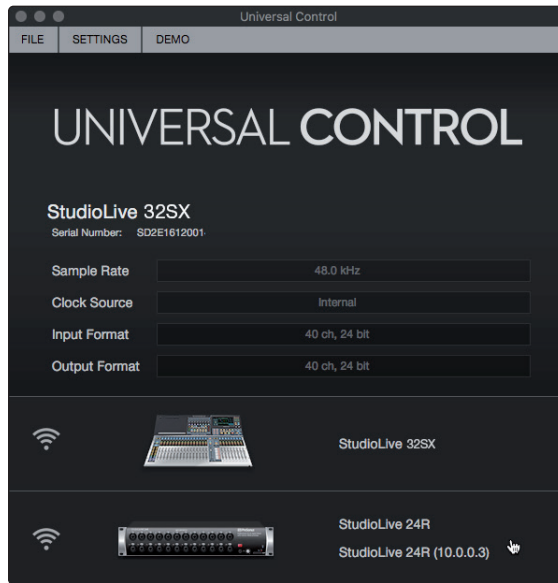 Universal Control
FILE SETTINGS DEMO
UNIVERSAL CONTROL
StudioLive 32SX
Serial Number: SD2E1612001
Sample Rate 48.0 kHz
Clock Source Internal
Input Format 40 ch, 24 bit
Output Format 40 ch, 24 bit
StudioLive 32SX
StudioLive 24R
StudioLive 24R (10.0.0.3)